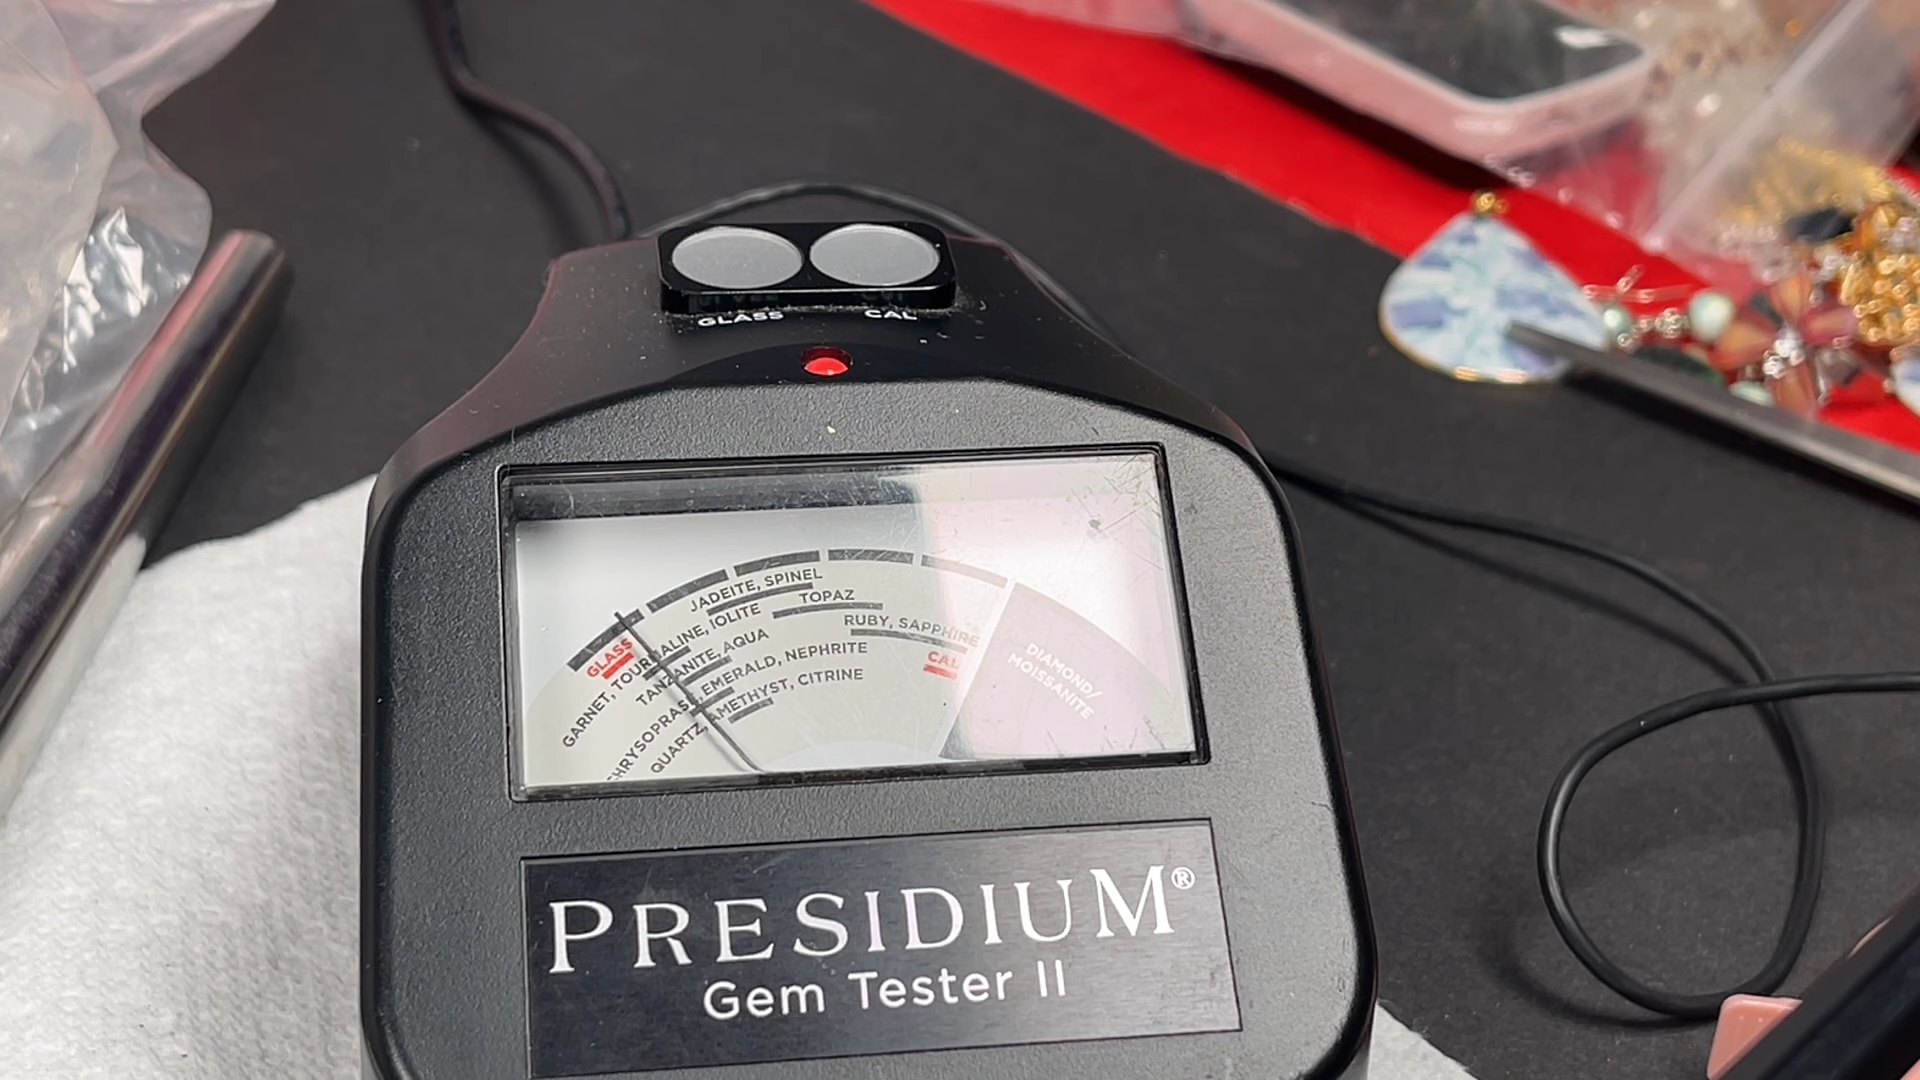 GLASS CAL
JADEITE, SPINEL
TOPAZ
GARNET, TOURMALINE, IOLITE
RUBY, SAPPHIRE
TANZANITE, AQUA
GLASS
CAL
CHRYSOPRASE, EMERALD, NEPHRITE
QUARTZ, AMETHYST, CITRINE
DIAMOND/
MOISSANITE
PRESIDIUM®
Gem Tester II